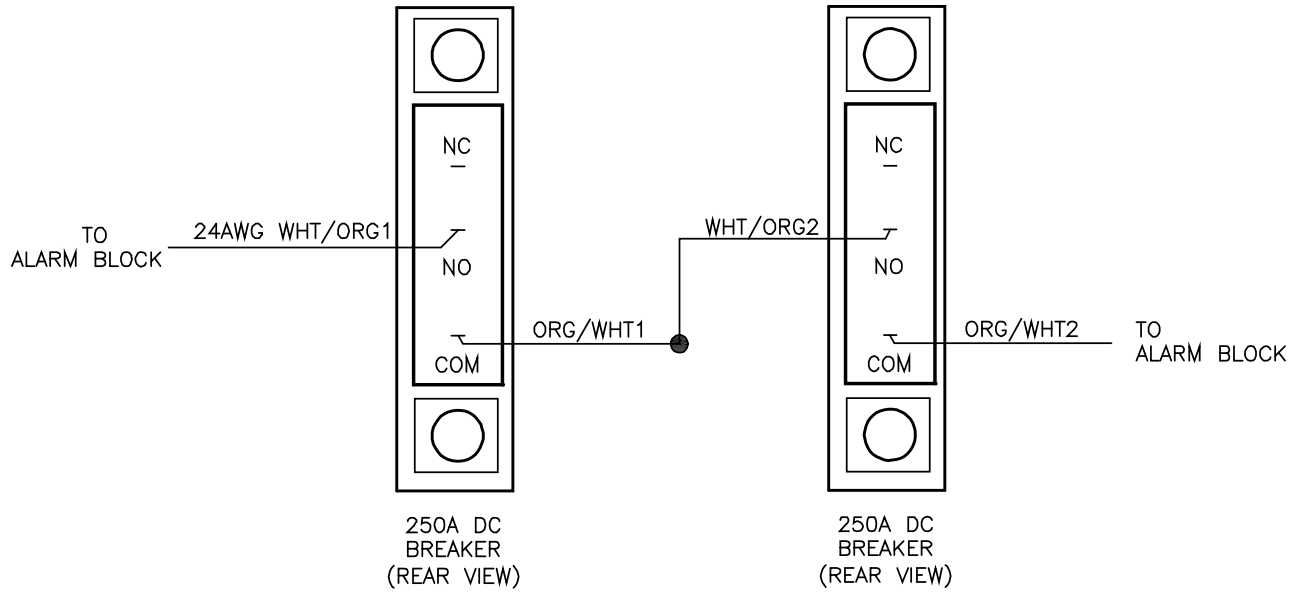 NC
NC
24AWG WHT/ORG1
WHT/ORG2
TO
ALARM BLOCK
NO
NO
ORG/WHT1
ORG/WHT2
TO
ALARM BLOCK
COM
COM
250A DC
BREAKER
(REAR VIEW)
250A DC
BREAKER
(REAR VIEW)